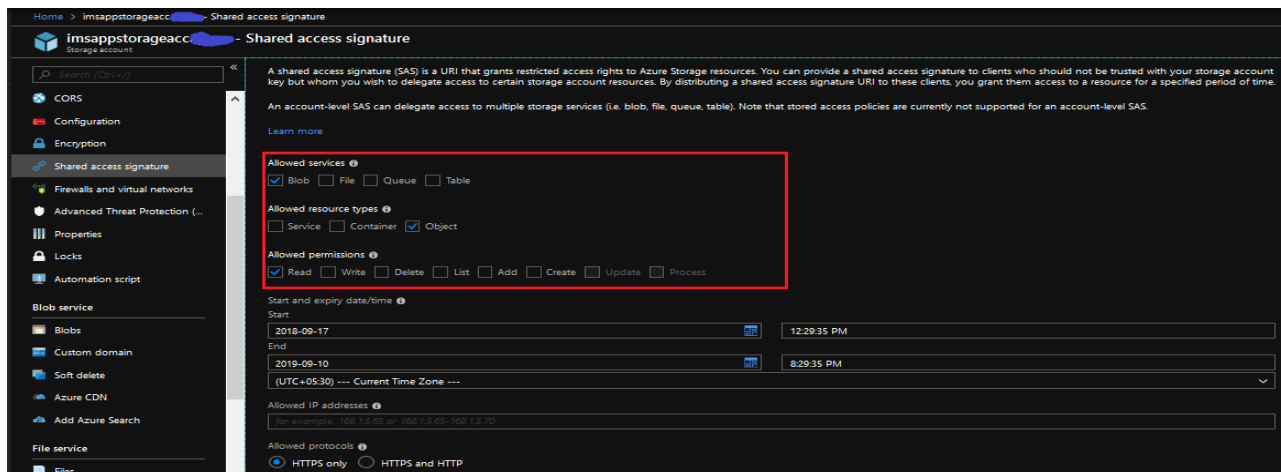 Home > imsappstorageacc - Shared access signature
imsappstorageacc - Shared access signature
Storage account
Search (Ctrl+/)
CORS
Configuration
Encryption
Shared access signature
Firewalls and virtual networks
Advanced Threat Protection (...
Properties
Locks
Automation script
Blob service
Blobs
Custom domain
Soft delete
Azure CDN
Add Azure Search
File service
Files
A shared access signature (SAS) is a URI that grants restricted access rights to Azure Storage resources. You can provide a shared access signature to clients who should not be trusted with your storage account
key but whom you wish to delegate access to certain storage account resources. By distributing a shared access signature URI to these clients, you grant them access to a resource for a specified period of time.
An account-level SAS can delegate access to multiple storage services (i.e. blob, file, queue, table). Note that stored access policies are currently not supported for an account-level SAS.
Learn more
Allowed services
Blob File Queue Table
Allowed resource types
Service Container Object
Allowed permissions
Read Write Delete List Add Create Update Process
Start and expiry date/time
Start
2018-09-17 12:29:35 PM
End
2019-09-10 8:29:35 PM
(UTC+05:30) --- Current Time Zone ---
Allowed IP addresses
for example, 168.1.5.65 or 168.1.5.65-168.1.5.70
Allowed protocols
HTTPS only HTTPS and HTTP